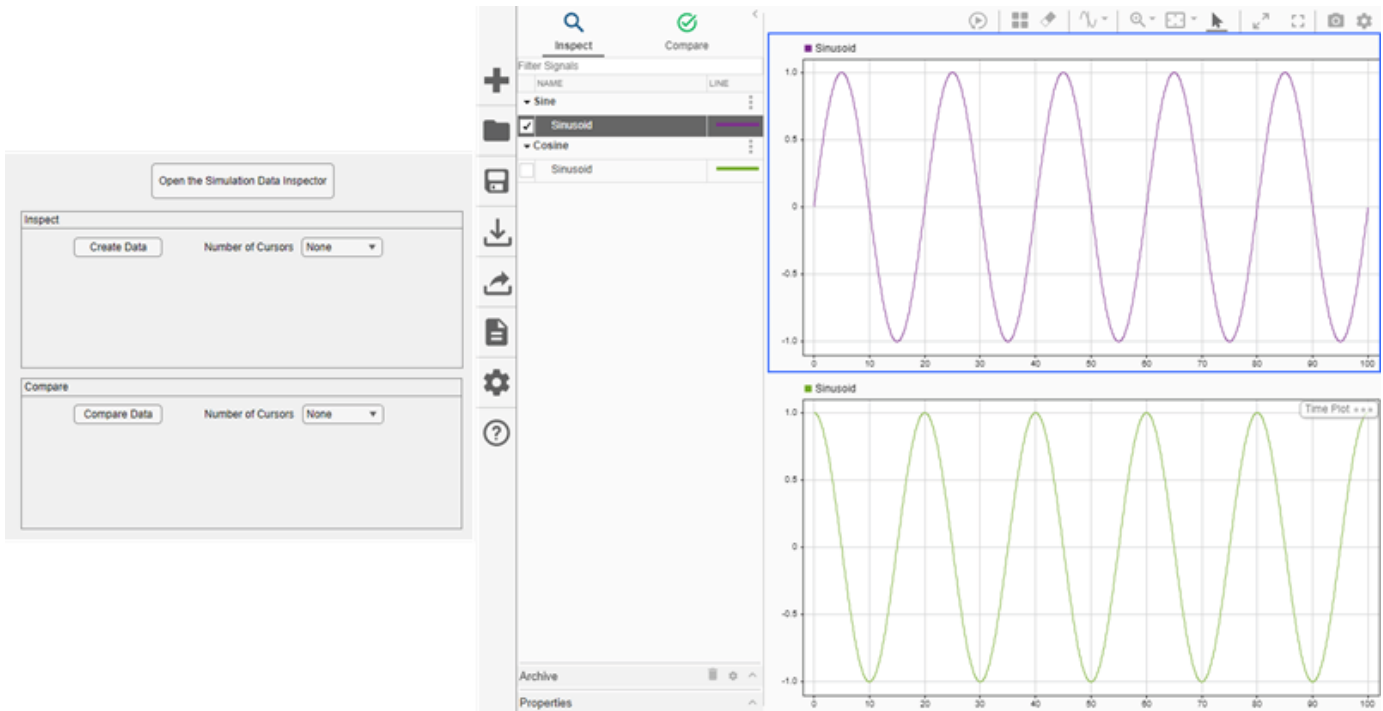 Open the Simulation Data Inspector
Inspect
Create Data Number of Cursors None
Compare
Compare Data Number of Cursors None
Inspect Compare
Filter Signals
NAME LINE
Sine
Sinusoid
Cosine
Sinusoid
Archive
Properties
Sinusoid
1.0
0.5
0
-0.5
-1.0
0 10 20 30 40 50 60 70 80 90 100
Sinusoid
Time Plot
1.0
0.5
0
-0.5
-1.0
0 10 20 30 40 50 60 70 80 90 100